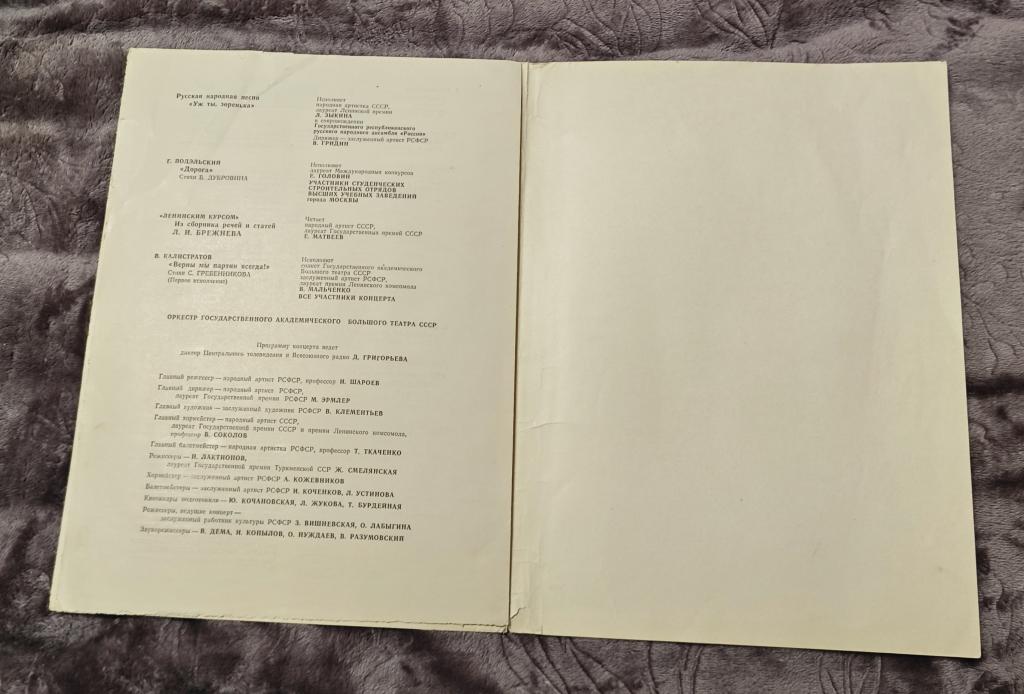 Русская народная песня
«Уж ты, зоренька»
Исполняет
народная артистка СССР,
лауреат Ленинской премии
Л. ЗЫКИНА
в сопровождении
Государственного республиканского
русского народного ансамбля «Россия»
Дирижер — заслуженный артист РСФСР
В. ГРИДИН
Г. ПОДЭЛЬСКИЙ
«Дорога»
Стихи Б. ДУБРОВИНА
Исполняют
лауреат Международных конкурсов
Е. ГОЛОВИН
УЧАСТНИКИ СТУДЕНЧЕСКИХ
СТРОИТЕЛЬНЫХ ОТРЯДОВ
ВЫСШИХ УЧЕБНЫХ ЗАВЕДЕНИЙ
города МОСКВЫ
«ЛЕНИНСКИМ КУРСОМ»
Из сборника речей и статей
Л. И. БРЕЖНЕВА
Читает
народный артист СССР,
лауреат Государственных премий СССР
Е. МАТВЕЕВ
В. КАЛИСТРАТОВ
«Верны мы партии всегда!»
Стихи С. ГРЕБЕННИКОВА
(Первое исполнение)
Исполняют
солист Государственного академического
Большого театра СССР
заслуженный артист РСФСР,
лауреат премии Ленинского комсомола
В. МАЛЬЧЕНКО
ВСЕ УЧАСТНИКИ КОНЦЕРТА
ОРКЕСТР ГОСУДАРСТВЕННОГО АКАДЕМИЧЕСКОГО БОЛЬШОГО ТЕАТРА СССР
Программу концерта ведет
диктор Центрального телевидения и Всесоюзного радио Д. ГРИГОРЬЕВА
Главный режиссер — народный артист РСФСР, профессор И. ШАРОЕВ
Главный дирижер — народный артист РСФСР,
лауреат Государственной премии РСФСР М. ЭРМЛЕР
Главный художник — заслуженный художник РСФСР В. КЛЕМЕНТЬЕВ
Главный хормейстер — народный артист СССР,
лауреат Государственной премии СССР и премии Ленинского комсомола,
профессор В. СОКОЛОВ
Главный балетмейстер — народная артистка РСФСР, профессор Т. ТКАЧЕНКО
Режиссеры — И. ЛАКТИОНОВ,
лауреат Государственной премии Туркменской ССР Ж. СМЕЛЯНСКАЯ
Хормейстер — заслуженный артист РСФСР А. КОЖЕВНИКОВ
Балетмейстеры — заслуженный артист РСФСР Н. КОЧЕНКОВ, Л. УСТИНОВА
Кинокадры подготовили — Ю. КОЧАНОВСКАЯ, Л. ЖУКОВА, Т. БУРДЕЙНАЯ
Режиссеры, ведущие концерт —
заслуженный работник культуры РСФСР З. ВИШНЕВСКАЯ, О. ЛАБЫГИНА
Звукорежиссеры — В. ДЕМА, И. КОПЫЛОВ, О. НУЖДАЕВ, В. РАЗУМОВСКИЙ